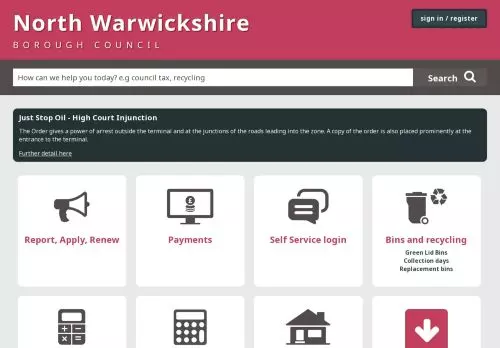 North Warwickshire
BOROUGH COUNCIL
sign in / register
How can we help you today? e.g council tax, recycling
Search
Just Stop Oil - High Court Injunction
The Order gives a power of arrest outside the terminal and at the junctions of the roads leading into the zone. A copy of the order is also placed prominently at the
entrance to the terminal.
Further detail here
Report, Apply, Renew
Payments
Self Service login
Bins and recycling
Green Lid Bins
Collection days
Replacement bins